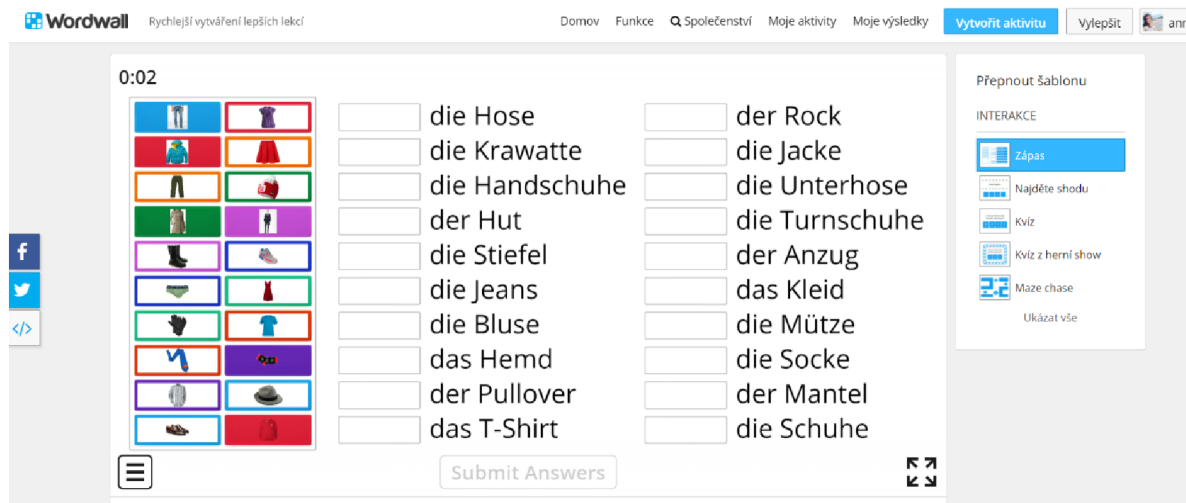 Wordwall Rychlejší vytváření lepších lekcí Domov Funkce Společenství Moje aktivity Moje výsledky Vytvořit aktivitu Vylepšit ann
0:02
die Hose
die Krawatte
die Handschuhe
der Hut
die Stiefel
die Jeans
die Bluse
das Hemd
der Pullover
das T-Shirt
der Rock
die Jacke
die Unterhose
die Turnschuhe
der Anzug
das Kleid
die Mütze
die Socke
der Mantel
die Schuhe
Submit Answers
Přepnout šablonu
INTERAKCE
Zápas
Najděte shodu
Kvíz
Kvíz z herní show
Maze chase
Ukázat vše